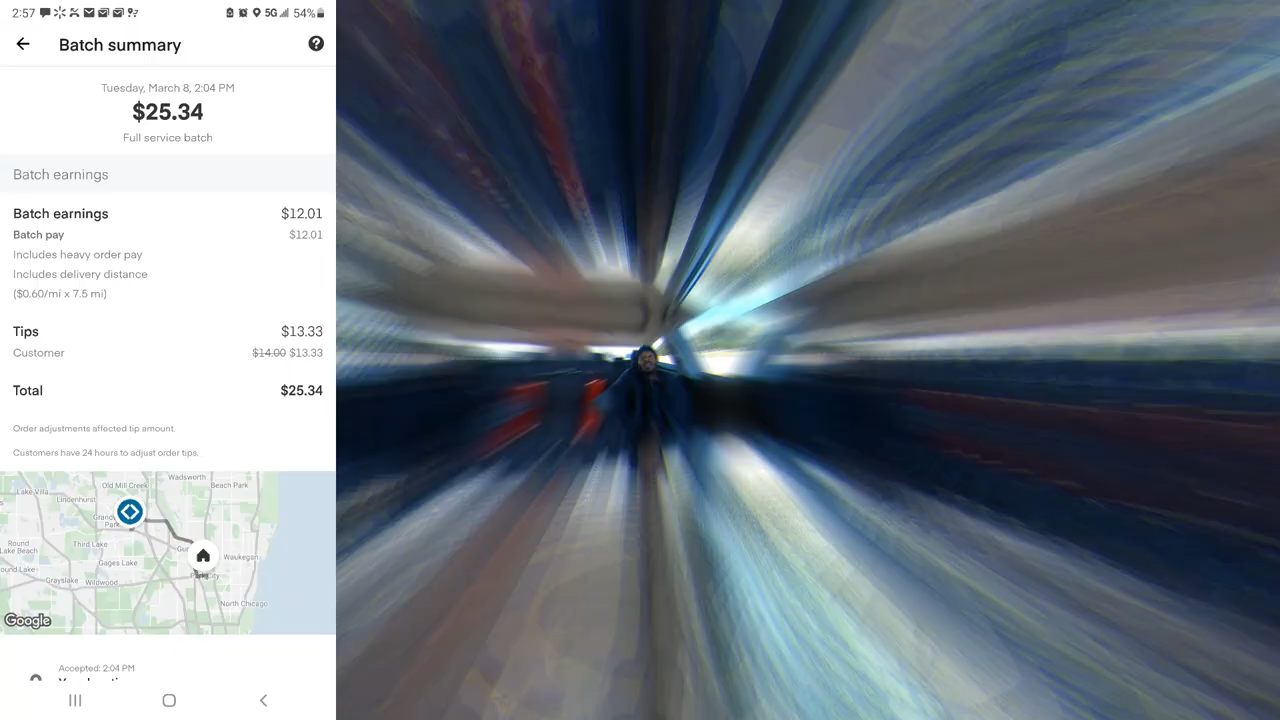 2:57 5G 54%
Batch summary
Tuesday, March 8, 2:04 PM
$25.34
Full service batch
Batch earnings
Batch earnings $12.01
Batch pay $12.01
Includes heavy order pay
Includes delivery distance
($0.60/mi x 7.5 mi)
Tips $13.33
Customer $14.00 $13.33
Total $25.34
Order adjustments affected tip amount.
Customers have 24 hours to adjust order tips.
Wadsworth
Old Mill Creek
Beach Park
Lake Villa
Lindenhurst
Park
Third Lake
Round
Lake Beach
Waukegan
Gages Lake
Grayslake
Wildwood
North Chicago
Google
Accepted: 2:04 PM